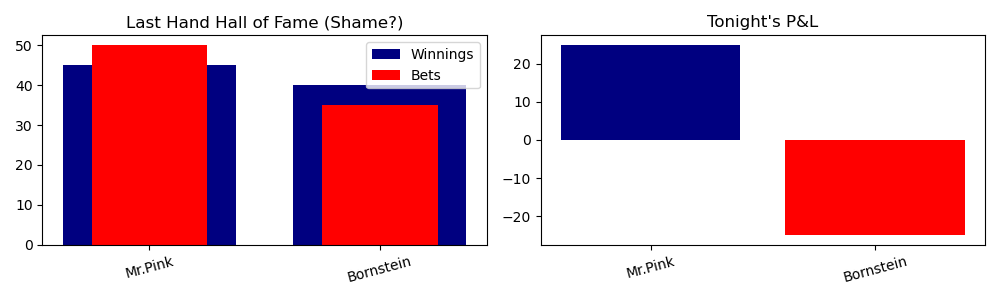 Last Hand Hall of Fame (Shame?)
50
40
30
20
10
0
Winnings
Bets
Mr.Pink
Bornstein
Tonight's P&L
20
10
0
−10
−20
Mr.Pink
Bornstein